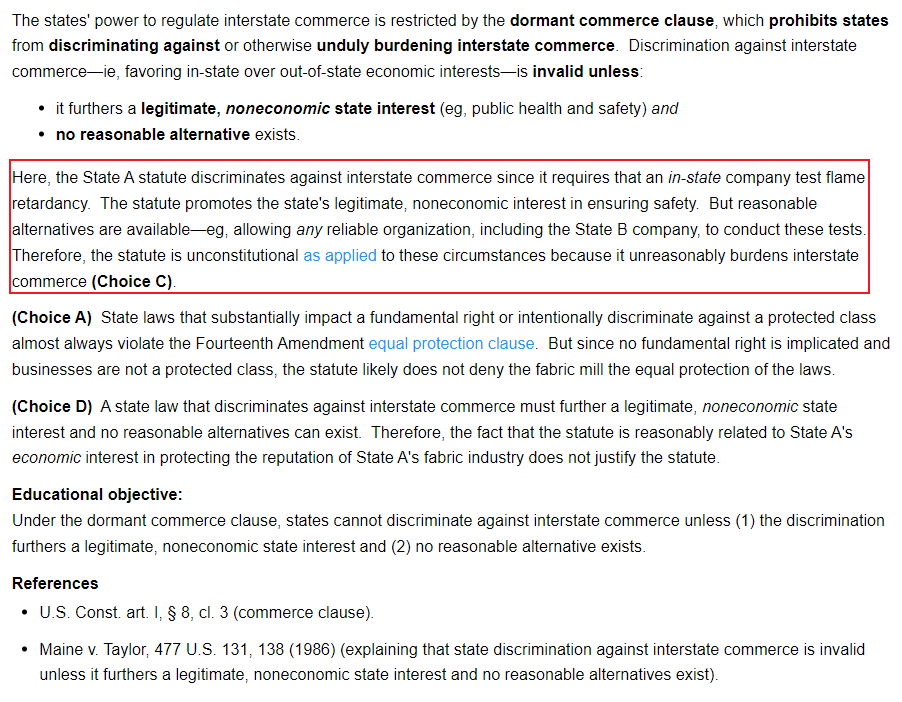 The states' power to regulate interstate commerce is restricted by the dormant commerce clause, which prohibits states
from discriminating against or otherwise unduly burdening interstate commerce.  Discrimination against interstate
commerce—ie, favoring in-state over out-of-state economic interests—is invalid unless:
• it furthers a legitimate, noneconomic state interest (eg, public health and safety) and
• no reasonable alternative exists.
Here, the State A statute discriminates against interstate commerce since it requires that an in-state company test flame
retardancy.  The statute promotes the state's legitimate, noneconomic interest in ensuring safety.  But reasonable
alternatives are available—eg, allowing any reliable organization, including the State B company, to conduct these tests.
Therefore, the statute is unconstitutional as applied to these circumstances because it unreasonably burdens interstate
commerce (Choice C).
(Choice A)  State laws that substantially impact a fundamental right or intentionally discriminate against a protected class
almost always violate the Fourteenth Amendment equal protection clause.  But since no fundamental right is implicated and
businesses are not a protected class, the statute likely does not deny the fabric mill the equal protection of the laws.
(Choice D)  A state law that discriminates against interstate commerce must further a legitimate, noneconomic state
interest and no reasonable alternatives can exist.  Therefore, the fact that the statute is reasonably related to State A's
economic interest in protecting the reputation of State A's fabric industry does not justify the statute.
Educational objective:
Under the dormant commerce clause, states cannot discriminate against interstate commerce unless (1) the discrimination
furthers a legitimate, noneconomic state interest and (2) no reasonable alternative exists.
References
• U.S. Const. art. I, § 8, cl. 3 (commerce clause).
• Maine v. Taylor, 477 U.S. 131, 138 (1986) (explaining that state discrimination against interstate commerce is invalid
unless it furthers a legitimate, noneconomic state interest and no reasonable alternatives exist).